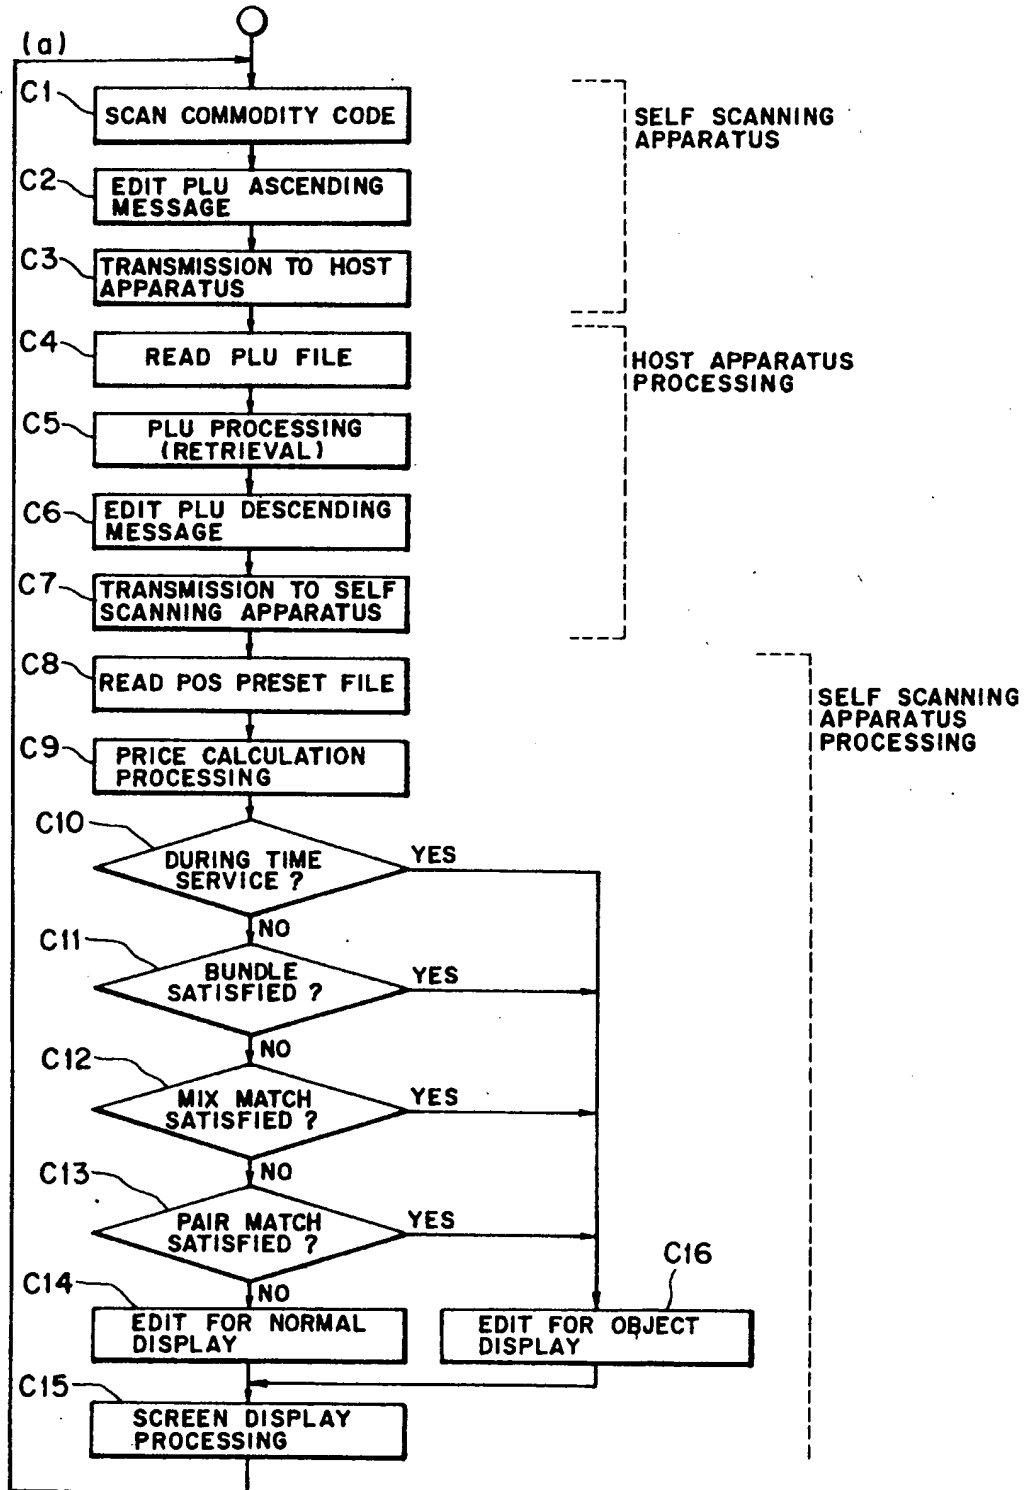 (a)
C1
SCAN COMMODITY CODE
SELF SCANNING
APPARATUS
C2
EDIT PLU ASCENDING
MESSAGE
C3
TRANSMISSION TO HOST
APPARATUS
C4
READ PLU FILE
HOST APPARATUS
PROCESSING
C5
PLU PROCESSING
(RETRIEVAL)
C6
EDIT PLU DESCENDING
MESSAGE
C7
TRANSMISSION TO SELF
SCANNING APPARATUS
C8
READ POS PRESET FILE
SELF SCANNING
APPARATUS
PROCESSING
C9
PRICE CALCULATION
PROCESSING
C10
DURING TIME
SERVICE ?
YES
NO
C11
BUNDLE
SATISFIED ?
YES
NO
C12
MIX MATCH
SATISFIED ?
YES
NO
C13
PAIR MATCH
SATISFIED ?
YES
NO
C14
EDIT FOR NORMAL
DISPLAY
C16
EDIT FOR OBJECT
DISPLAY
C15
SCREEN DISPLAY
PROCESSING